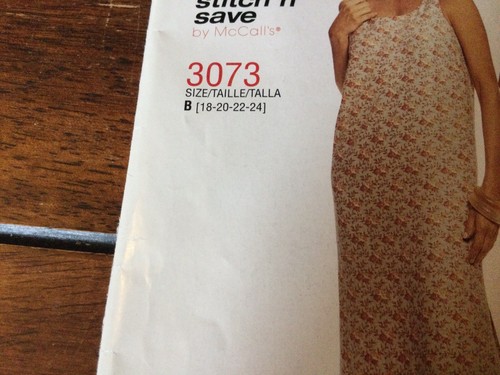 stitch 'n
save
by McCall's®
3073
SIZE/TAILLE/TALLA
B [18-20-22-24]